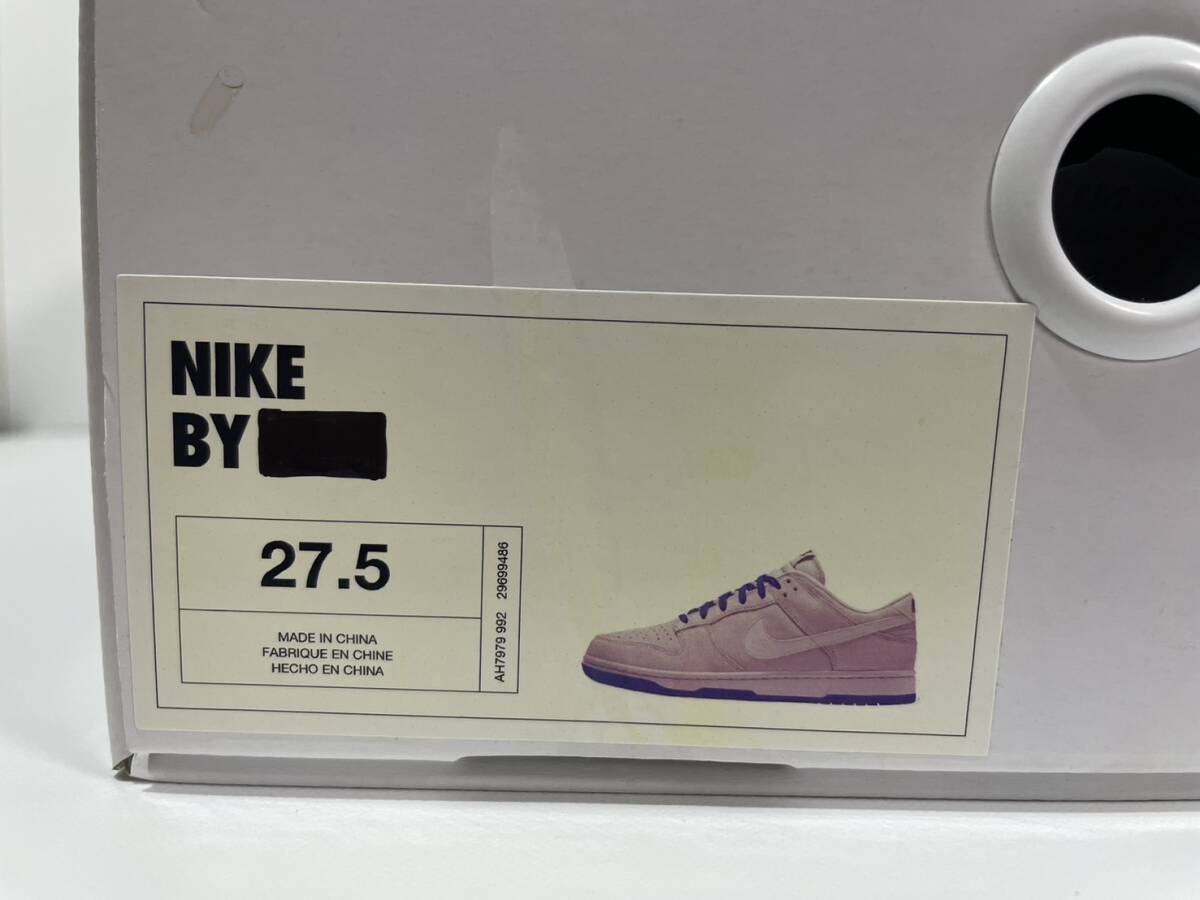 NIKE
BY
27.5
MADE IN CHINA
FABRIQUE EN CHINE
HECHO EN CHINA
AH7979 992 29699486